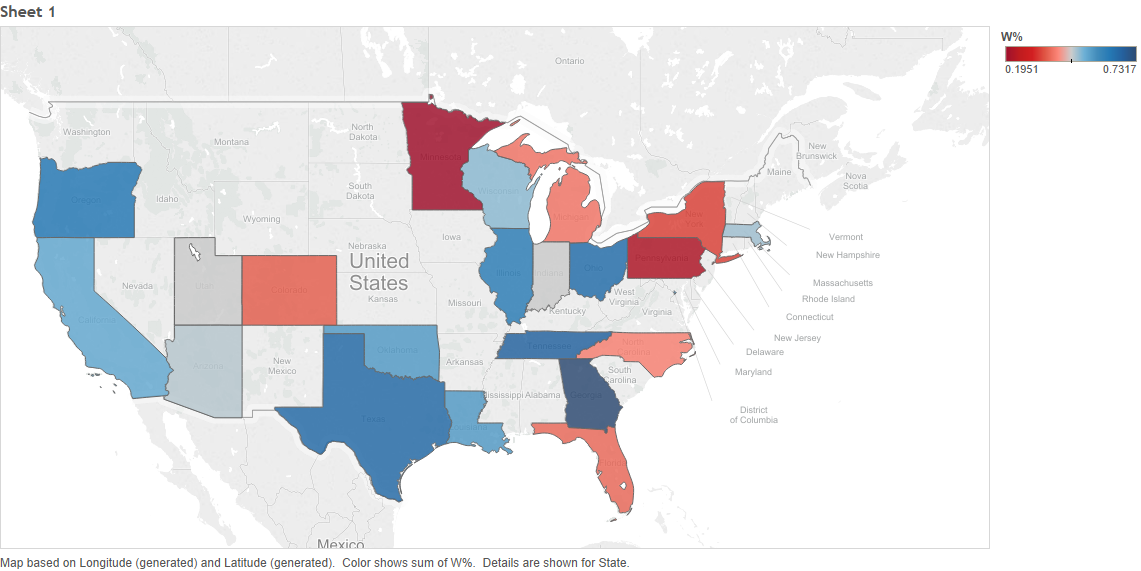 Sheet 1
W%
0.1951 0.7317
Ontario
Washington
Montana
North
Dakota
Minnesota
New
Brunswick
Maine
Nova
Scotia
Oregon
Idaho
South
Dakota
Wisconsin
Michigan
New
York
Wyoming
Iowa
Nebraska
United
States
Vermont
New Hampshire
Massachusetts
Rhode Island
Connecticut
New Jersey
Delaware
Maryland
District
of Columbia
Pennsylvania
Illinois
Indiana
Ohio
Nevada
Utah
Colorado
Kansas
Missouri
West
Virginia
Virginia
Kentucky
California
Tennessee
North
Carolina
Oklahoma
Arkansas
Arizona
New
Mexico
South
Carolina
Mississippi Alabama
Georgia
Texas
Louisiana
Florida
Mexico
Map based on Longitude (generated) and Latitude (generated). Color shows sum of W%. Details are shown for State.